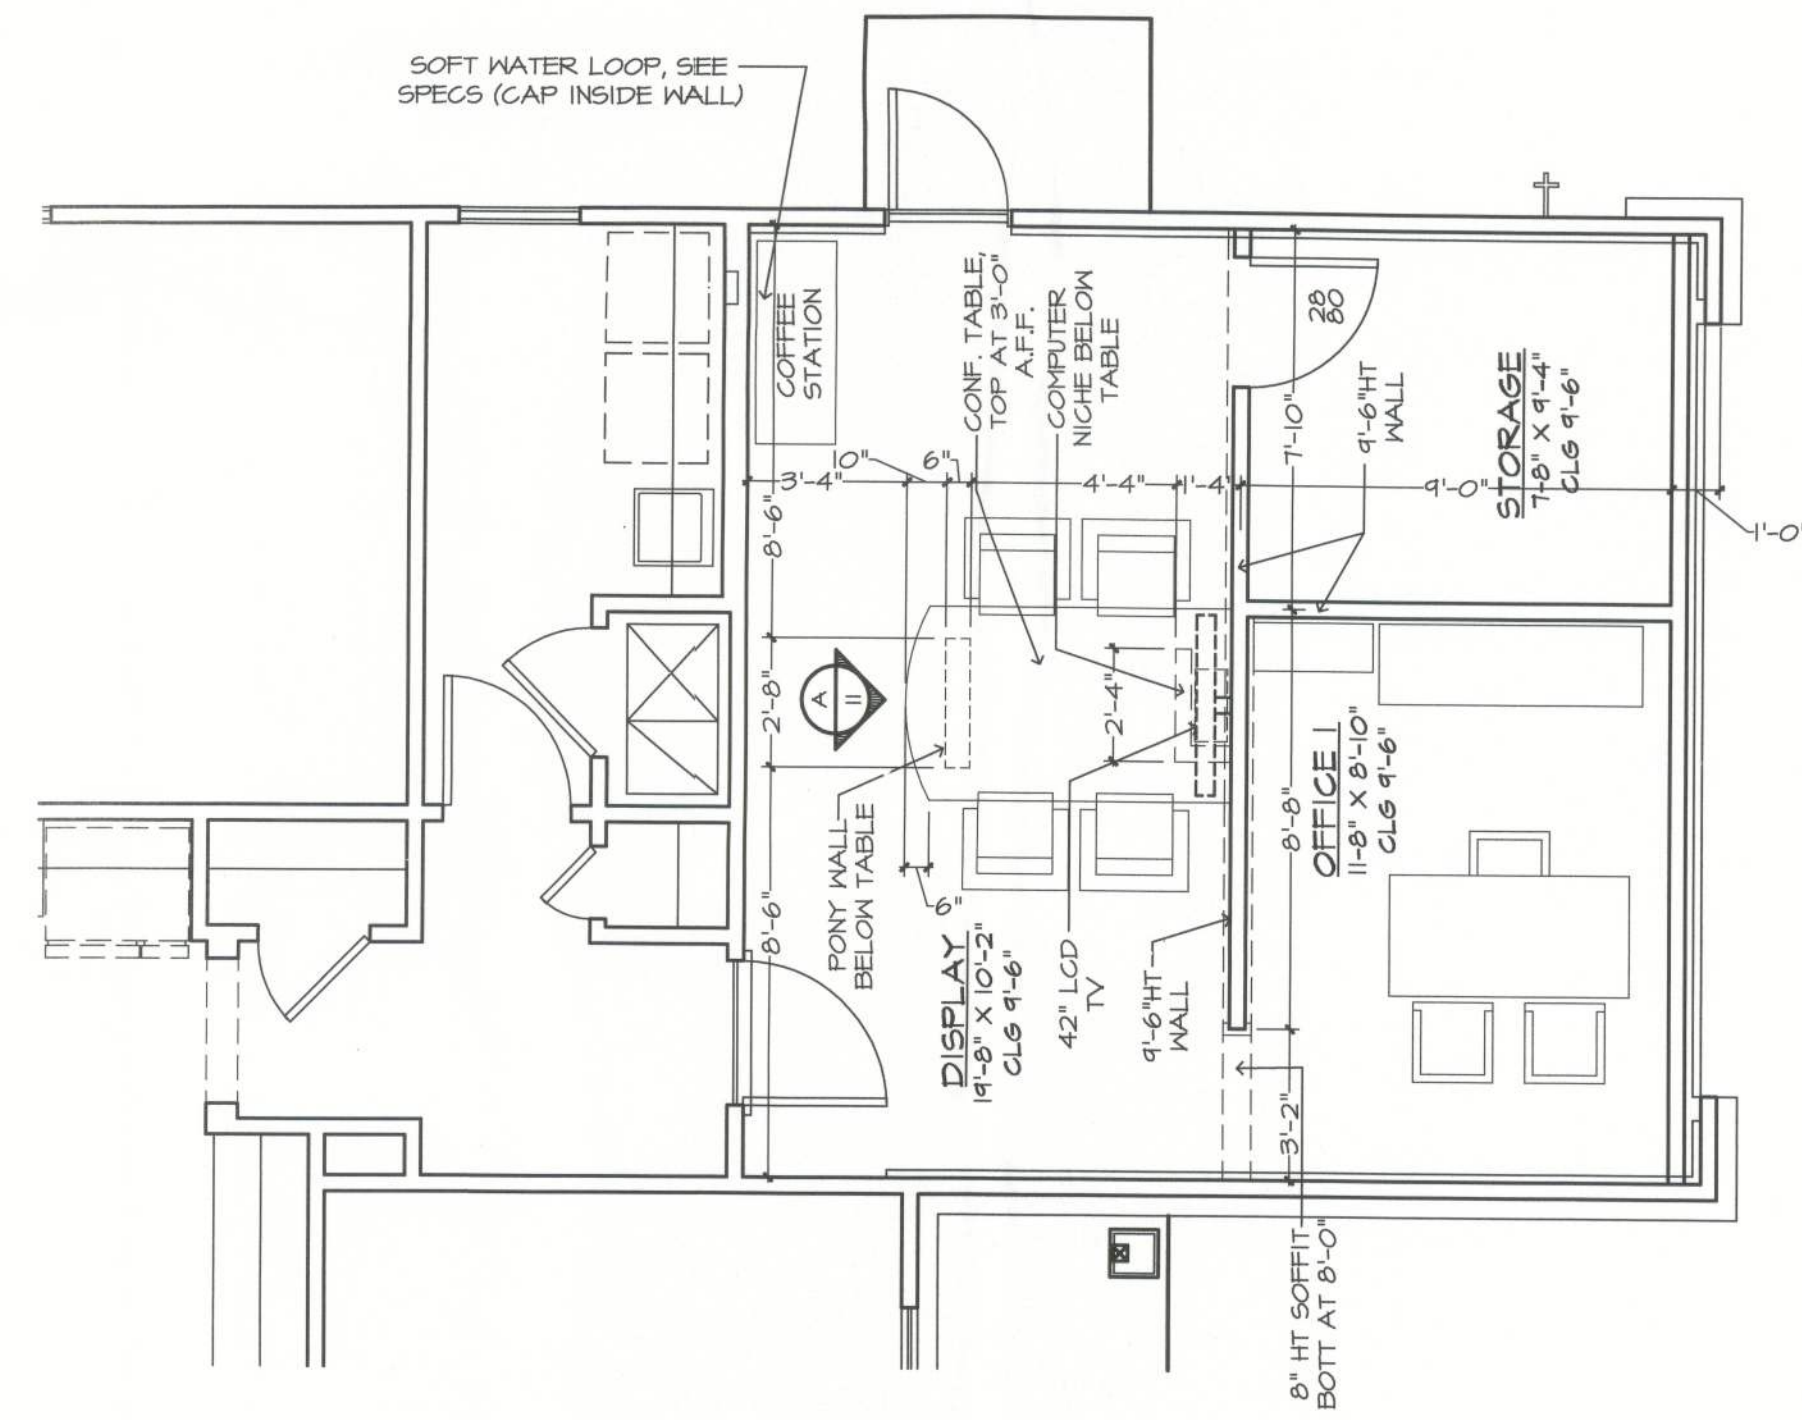 SOFT WATER LOOP, SEE
SPECS (CAP INSIDE WALL)
COFFEE
STATION
CONF. TABLE,
TOP AT 3'-0"
A.F.F.
COMPUTER
NICHE BELOW
TABLE
28
80
9'-6"HT
WALL
STORAGE
7-8" X 9'-4"
CLG 9'-6"
7'-10"
3'-4"
10"
6"
4'-4"
1'-4"
9'-0"
1'-0"
8'-6"
2'-8"
8'-6"
A
11
2'-4"
PONY WALL
BELOW TABLE
6"
DISPLAY
19'-8" X 10'-2"
CLG 9'-6"
42" LCD
TV
9'-6"HT
WALL
OFFICE 1
11-8" X 8'-10"
CLG 9'-6"
8'-8"
3'-2"
8" HT SOFFIT
BOTT AT 8'-0"